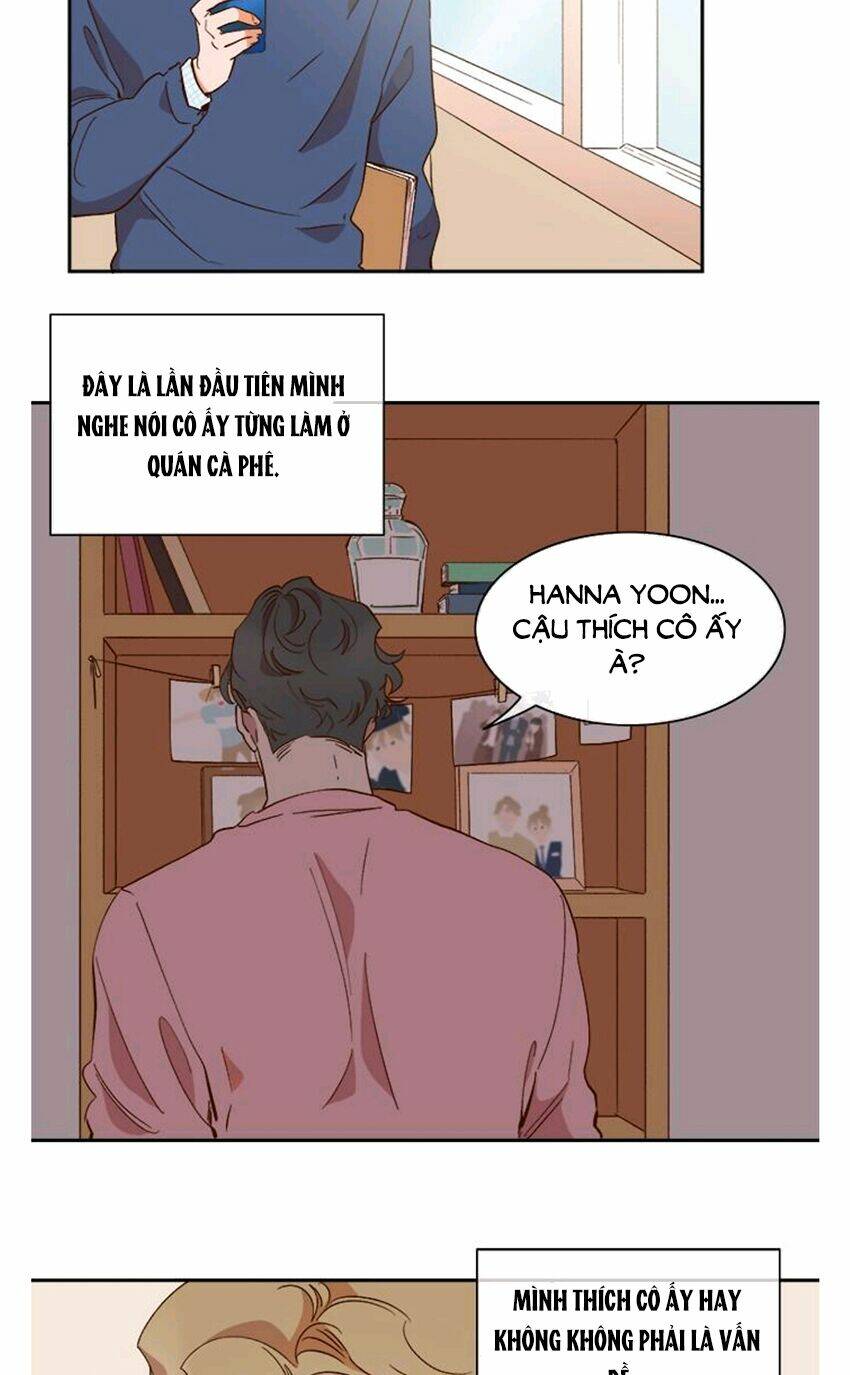 ĐÂY LÀ LẦN ĐẦU TIÊN MÌNH
NGHE NÓI CÔ ẤY TỪNG LÀM Ở
QUÁN CÀ PHÊ.
HANNA YOON...
CẬU THÍCH CÔ ẤY
À?
MÌNH THÍCH CÔ ẤY HAY
KHÔNG KHÔNG PHẢI LÀ VẤN